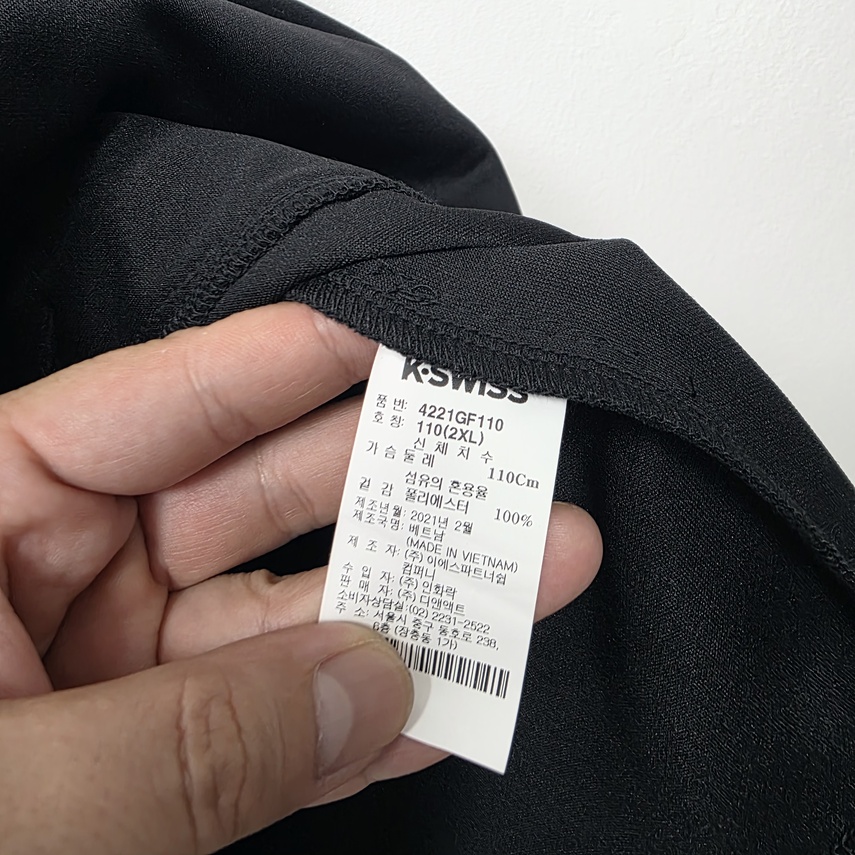 K·SWISS
품 번: 4221GF110
호 칭: 110(2XL)
신 체 치 수
가 슴 둘 레 110Cm
섬유의 혼용율
겉 감 폴리에스터 100%
제조년월: 2021년 2월
제조국명: 베트남
(MADE IN VIETNAM)
제 조 자: (주) 이에스파트너쉽
컴퍼니
수 입 자: (주) 인화락
판 매 자: (주) 디앤액트
소비자상담실: (02) 2231-2522
주 소: 서울시 중구 동호로 238,
6층 (장충동 1가)